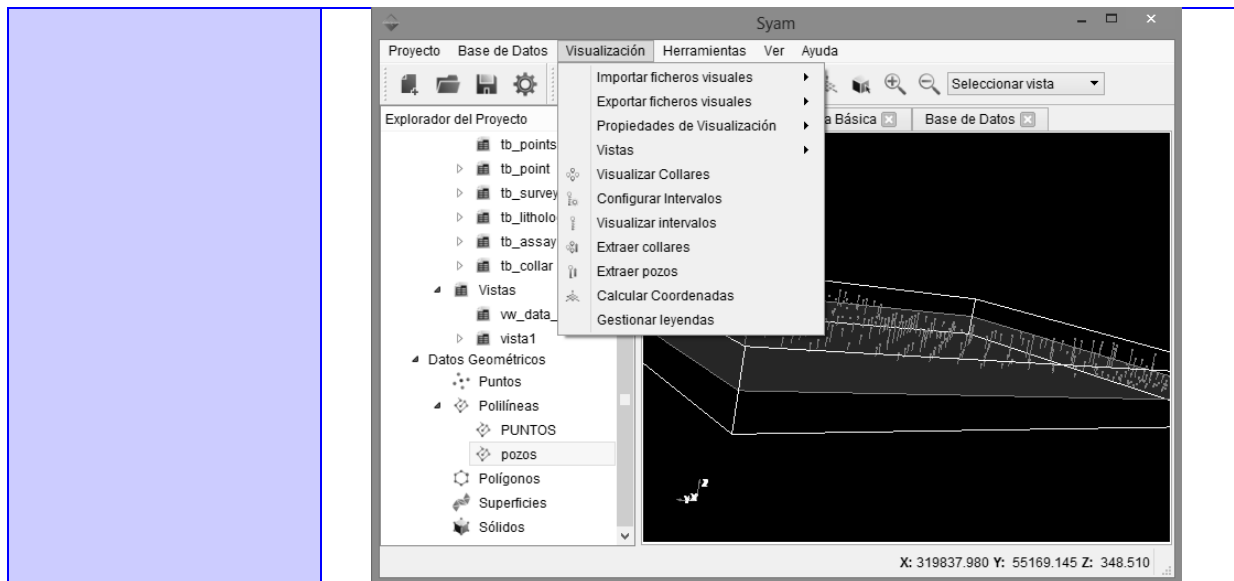 Syam
Proyecto Base de Datos Visualización Herramientas Ver Ayuda
Seleccionar vista
Importar ficheros visuales
Exportar ficheros visuales
Propiedades de Visualización
Vistas
Visualizar Collares
Configurar Intervalos
Visualizar intervalos
Extraer collares
Extraer pozos
Calcular Coordenadas
Gestionar leyendas
Explorador del Proyecto
Básica
Base de Datos
tb_points
tb_point
tb_survey
tb_litholo
tb_assay
tb_collar
Vistas
vw_data_
vista1
Datos Geométricos
Puntos
Polilíneas
PUNTOS
pozos
Polígonos
Superficies
Sólidos
Z
X: 319837.980 Y: 55169.145 Z: 348.510